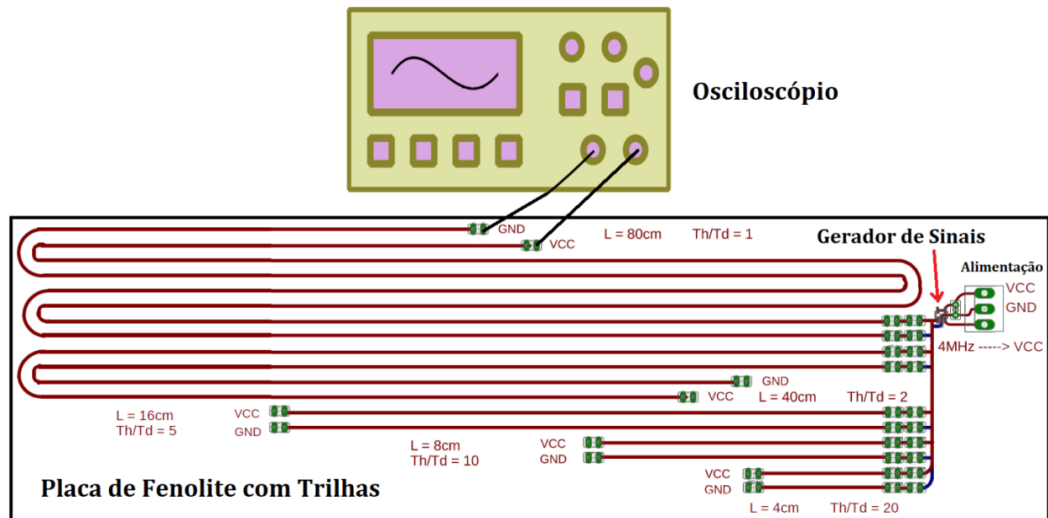 Osciloscópio
GND
VCC
L = 80cm Th/Td = 1
Gerador de Sinais
Alimentação
VCC
GND
4MHz -----> VCC
GND
VCC
L = 40cm Th/Td = 2
L = 16cm
Th/Td = 5
VCC
GND
L = 8cm
Th/Td = 10
VCC
GND
VCC
GND
L = 4cm Th/Td = 20
Placa de Fenolite com Trilhas